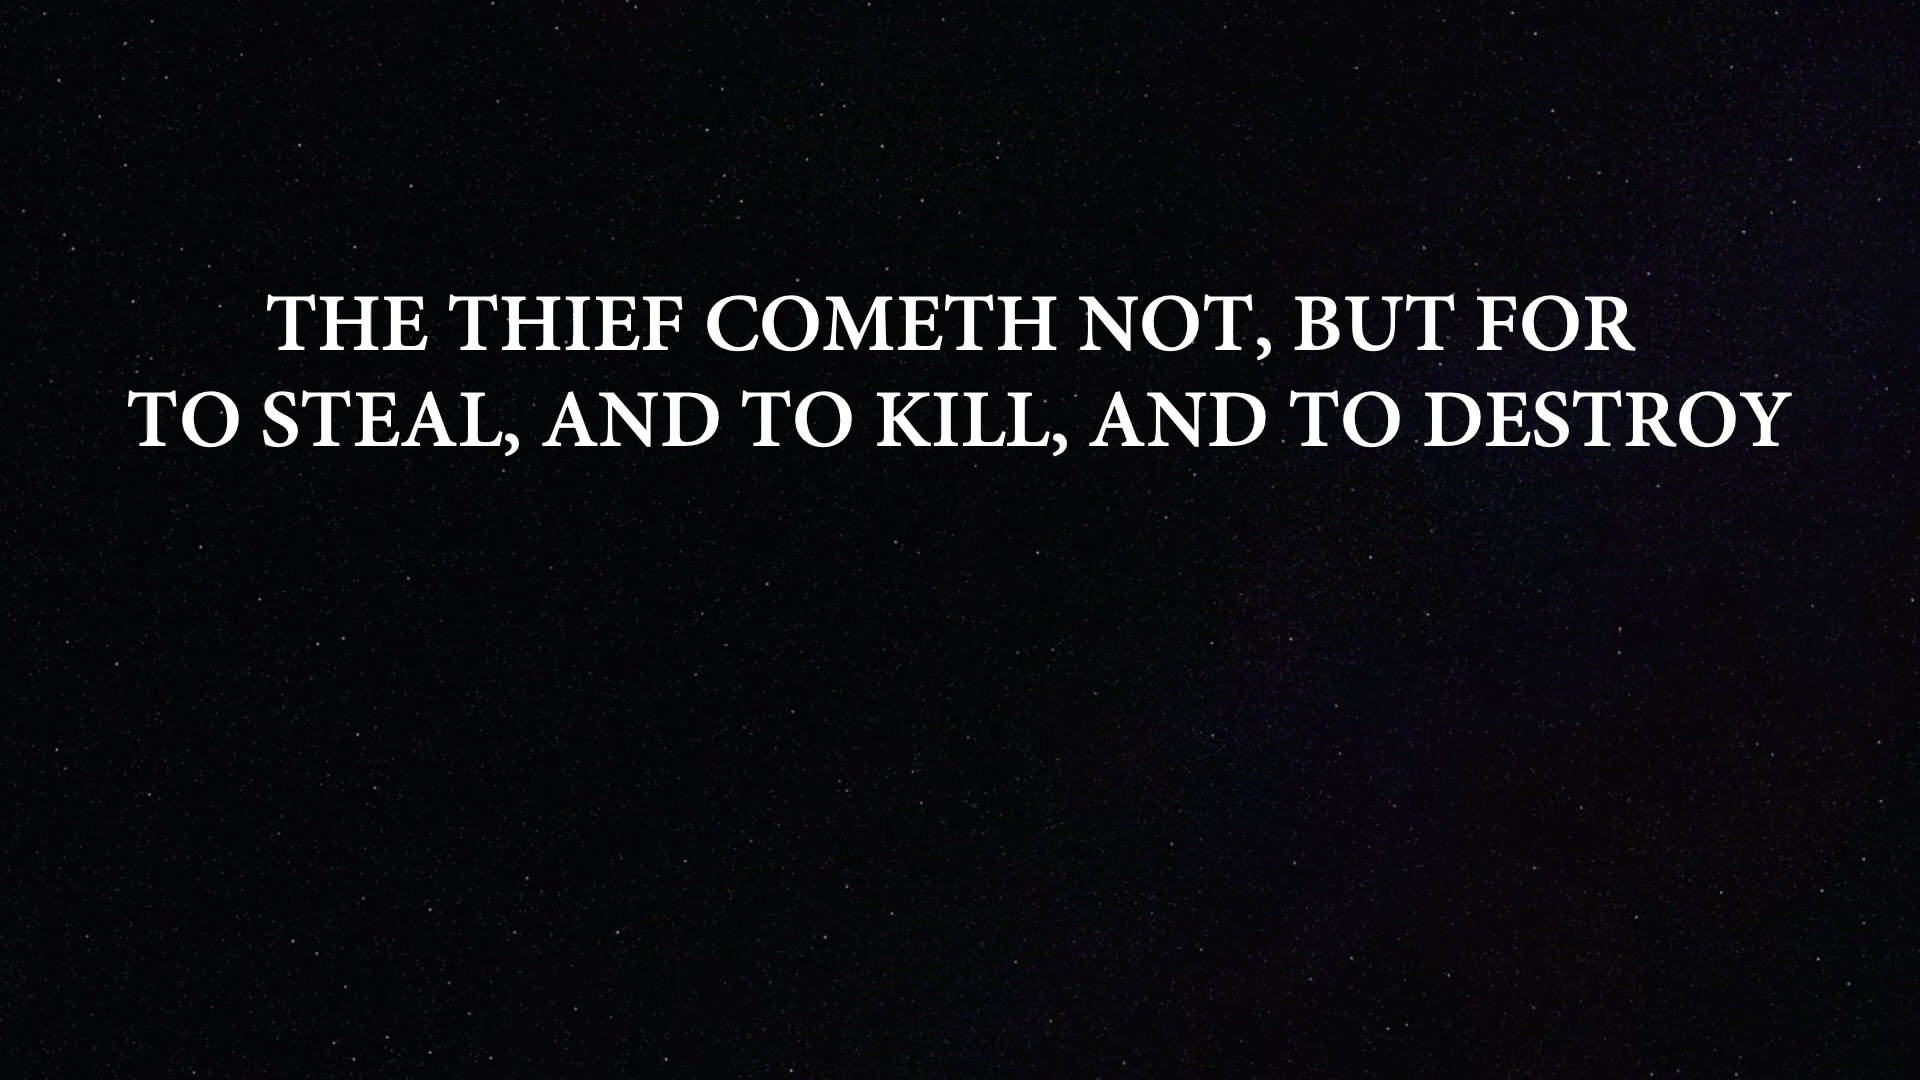 THE THIEF COMETH NOT, BUT FOR
TO STEAL, AND TO KILL, AND TO DESTROY